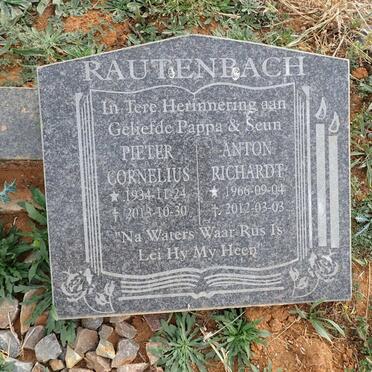 RAUTENBACH
In Tere Herinnering aan
Geliefde Pappa & Seun
PIETER
CORNELIUS
★ 1934-11-24
† 2013-10-30
ANTON
RICHARDT
★ 1966-09-04
† 2012-03-03
"Na Waters Waar Rus Is
Lei Hy My Heen"